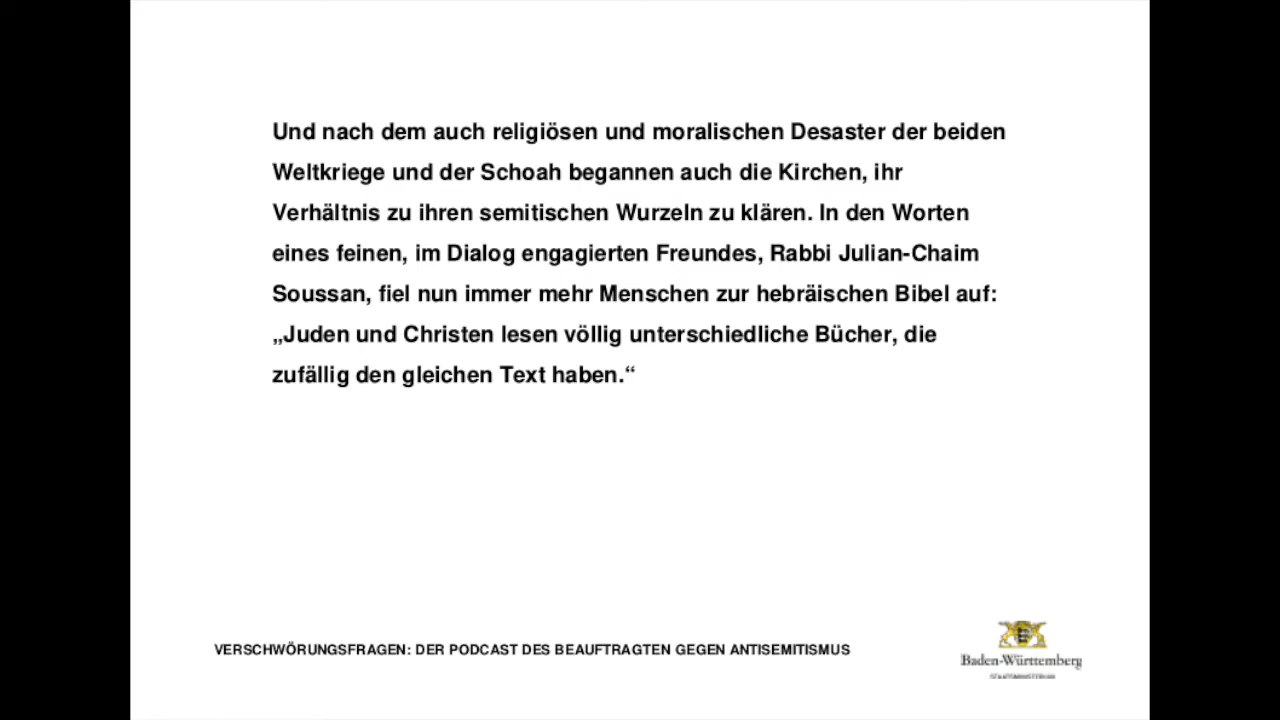 Und nach dem auch religiösen und moralischen Desaster der beiden
Weltkriege und der Schoah begannen auch die Kirchen, ihr
Verhältnis zu ihren semitischen Wurzeln zu klären. In den Worten
eines feinen, im Dialog engagierten Freundes, Rabbi Julian-Chaim
Soussan, fiel nun immer mehr Menschen zur hebräischen Bibel auf:
„Juden und Christen lesen völlig unterschiedliche Bücher, die
zufällig den gleichen Text haben.“
VERSCHWÖRUNGSFRAGEN: DER PODCAST DES BEAUFTRAGTEN GEGEN ANTISEMITISMUS
Baden-Württemberg